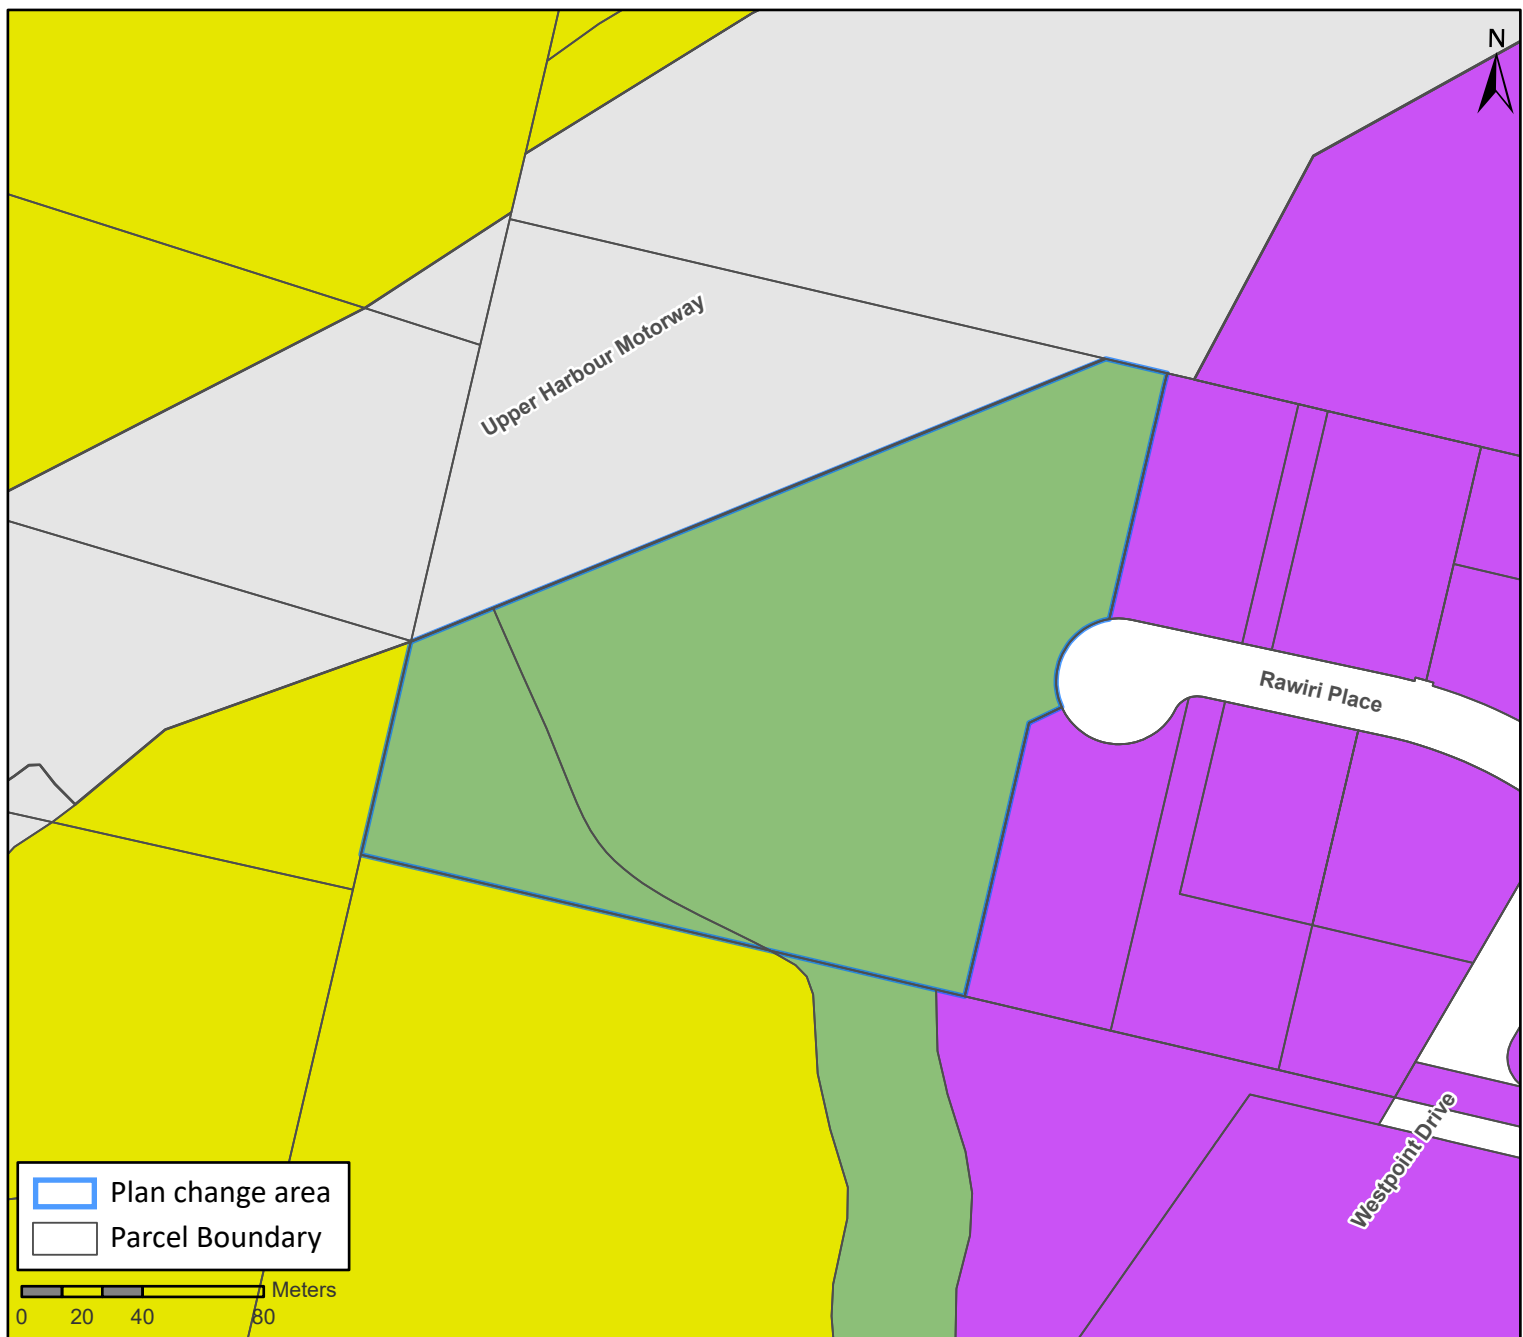 N
Upper Harbour Motorway
Rawiri Place
Westpoint Drive
Plan change area
Parcel Boundary
Meters
0 20 40 80